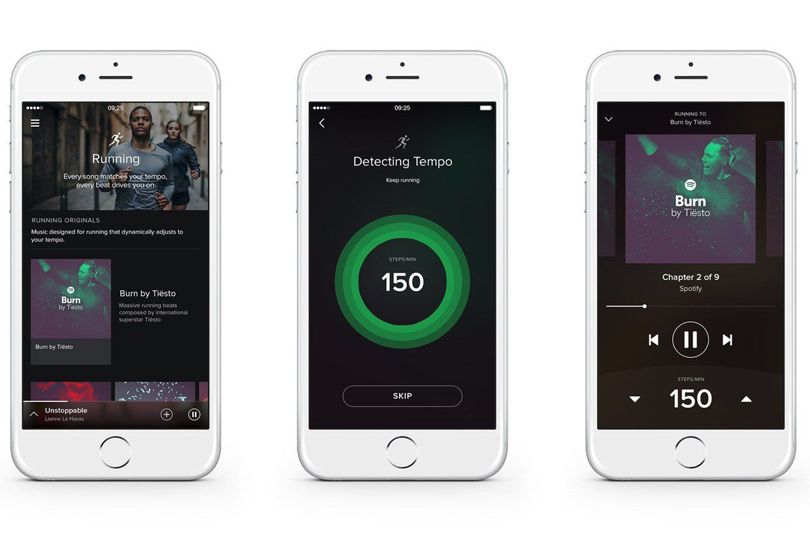 09:25
Running
Every song matches your tempo,
every beat drives you on.
RUNNING ORIGINALS
Music designed for running that dynamically adjusts to
your tempo.
Burn
by Tiësto
Burn by Tiësto
Burn by Tiësto
Massive running beats
composed by international
superstar Tiësto
Unstoppable
Lianne La Havas
09:25
Detecting Tempo
Keep running
STEPS/MIN
150
SKIP
RUNNING TO
Burn by Tiësto
Burn
by Tiësto
Chapter 2 of 9
Spotify
STEPS/MIN
150